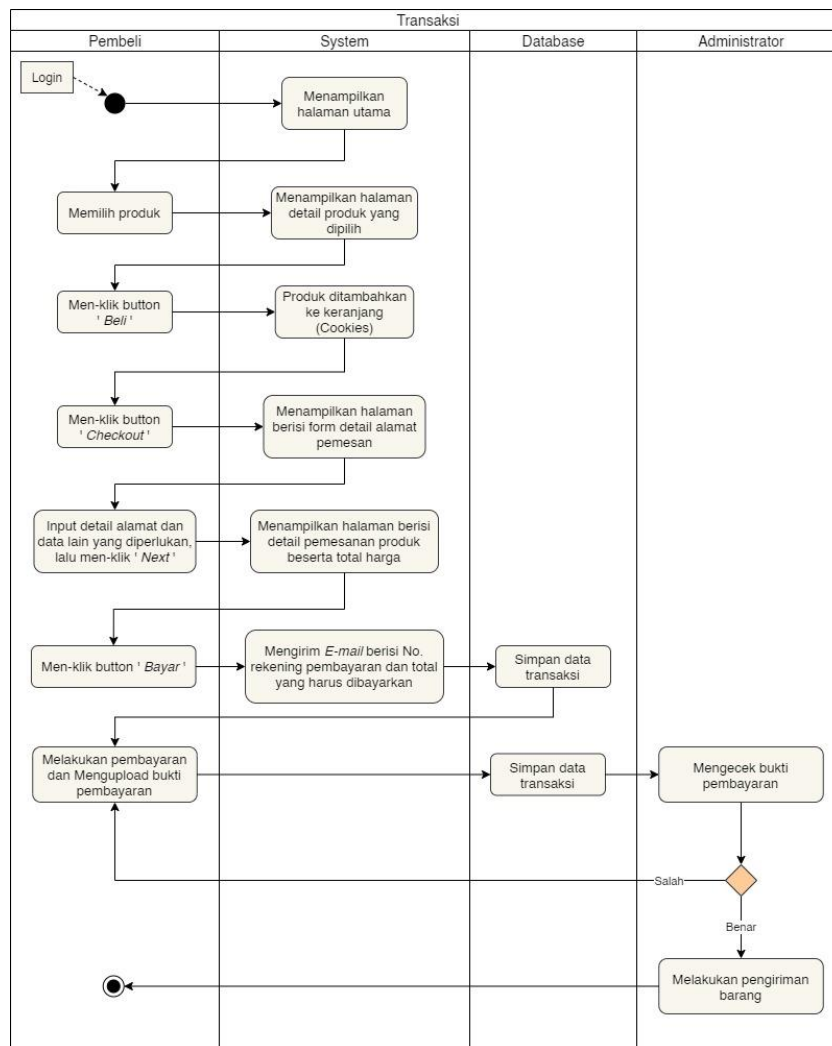 Transaksi
Pembeli
System
Database
Administrator
Login
Menampilkan
halaman utama
Memilih produk
Menampilkan halaman
detail produk yang
dipilih
Men-klik button
' Beli '
Produk ditambahkan
ke keranjang
(Cookies)
Men-klik button
' Checkout '
Menampilkan halaman
berisi form detail alamat
pemesan
Input detail alamat dan
data lain yang diperlukan,
lalu men-klik ' Next '
Menampilkan halaman berisi
detail pemesanan produk
beserta total harga
Men-klik button ' Bayar '
Mengirim E-mail berisi No.
rekening pembayaran dan total
yang harus dibayarkan
Simpan data
transaksi
Melakukan pembayaran
dan Mengupload bukti
pembayaran
Simpan data
transaksi
Mengecek bukti
pembayaran
Salah
Benar
Melakukan pengiriman
barang